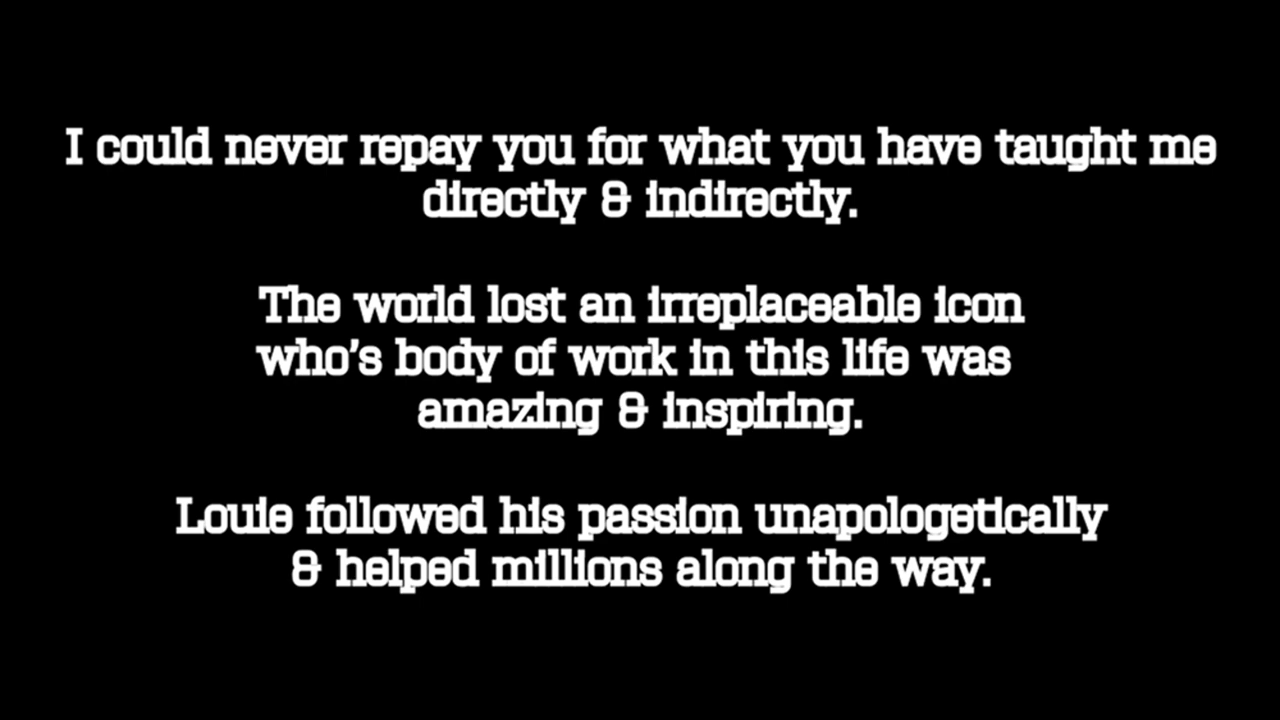 I could never repay you for what you have taught me
directly & indirectly.
The world lost an irreplaceable icon
who's body of work in this life was
amazing & inspiring.
Louie followed his passion unapologetically
& helped millions along the way.